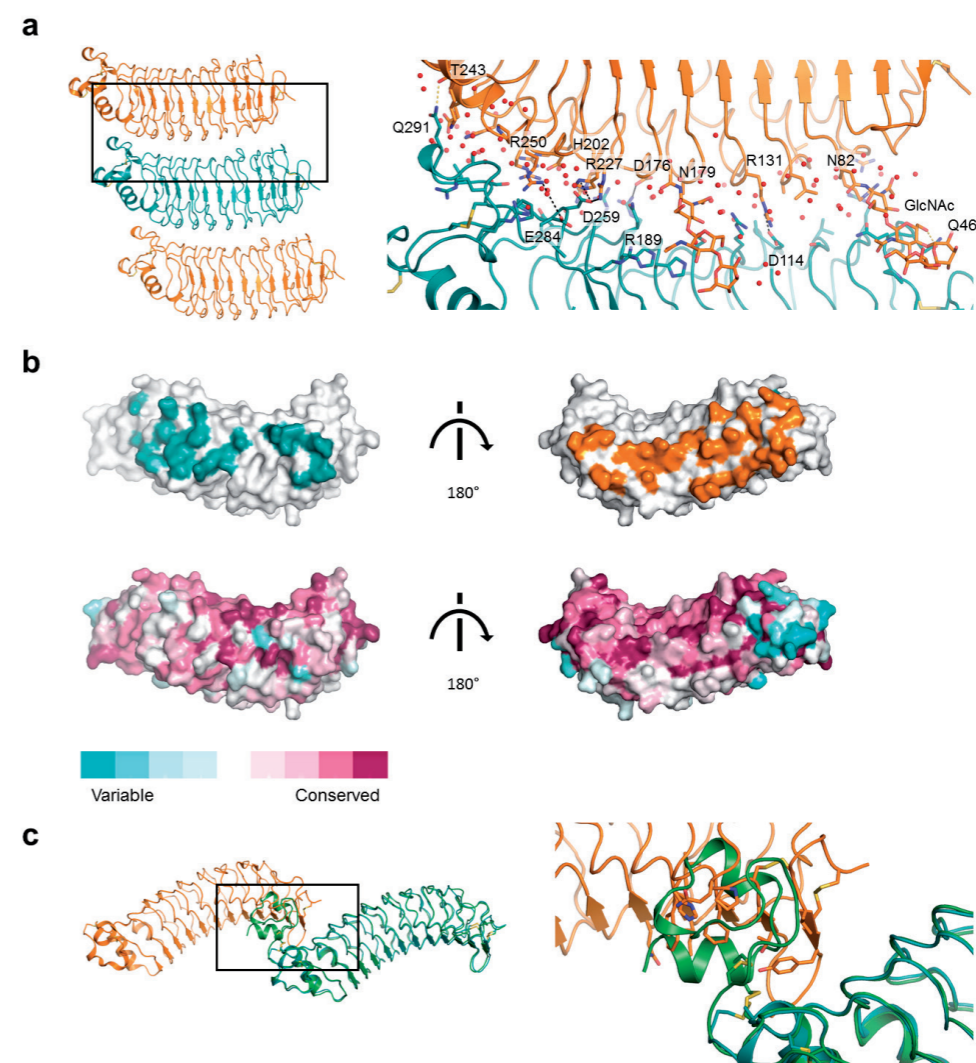 a
T243
Q291
R250
H202
R227
D176
N179
R131
N82
GlcNAc
Q46
E284
D259
R189
D114
b
180°
180°
Variable
Conserved
c